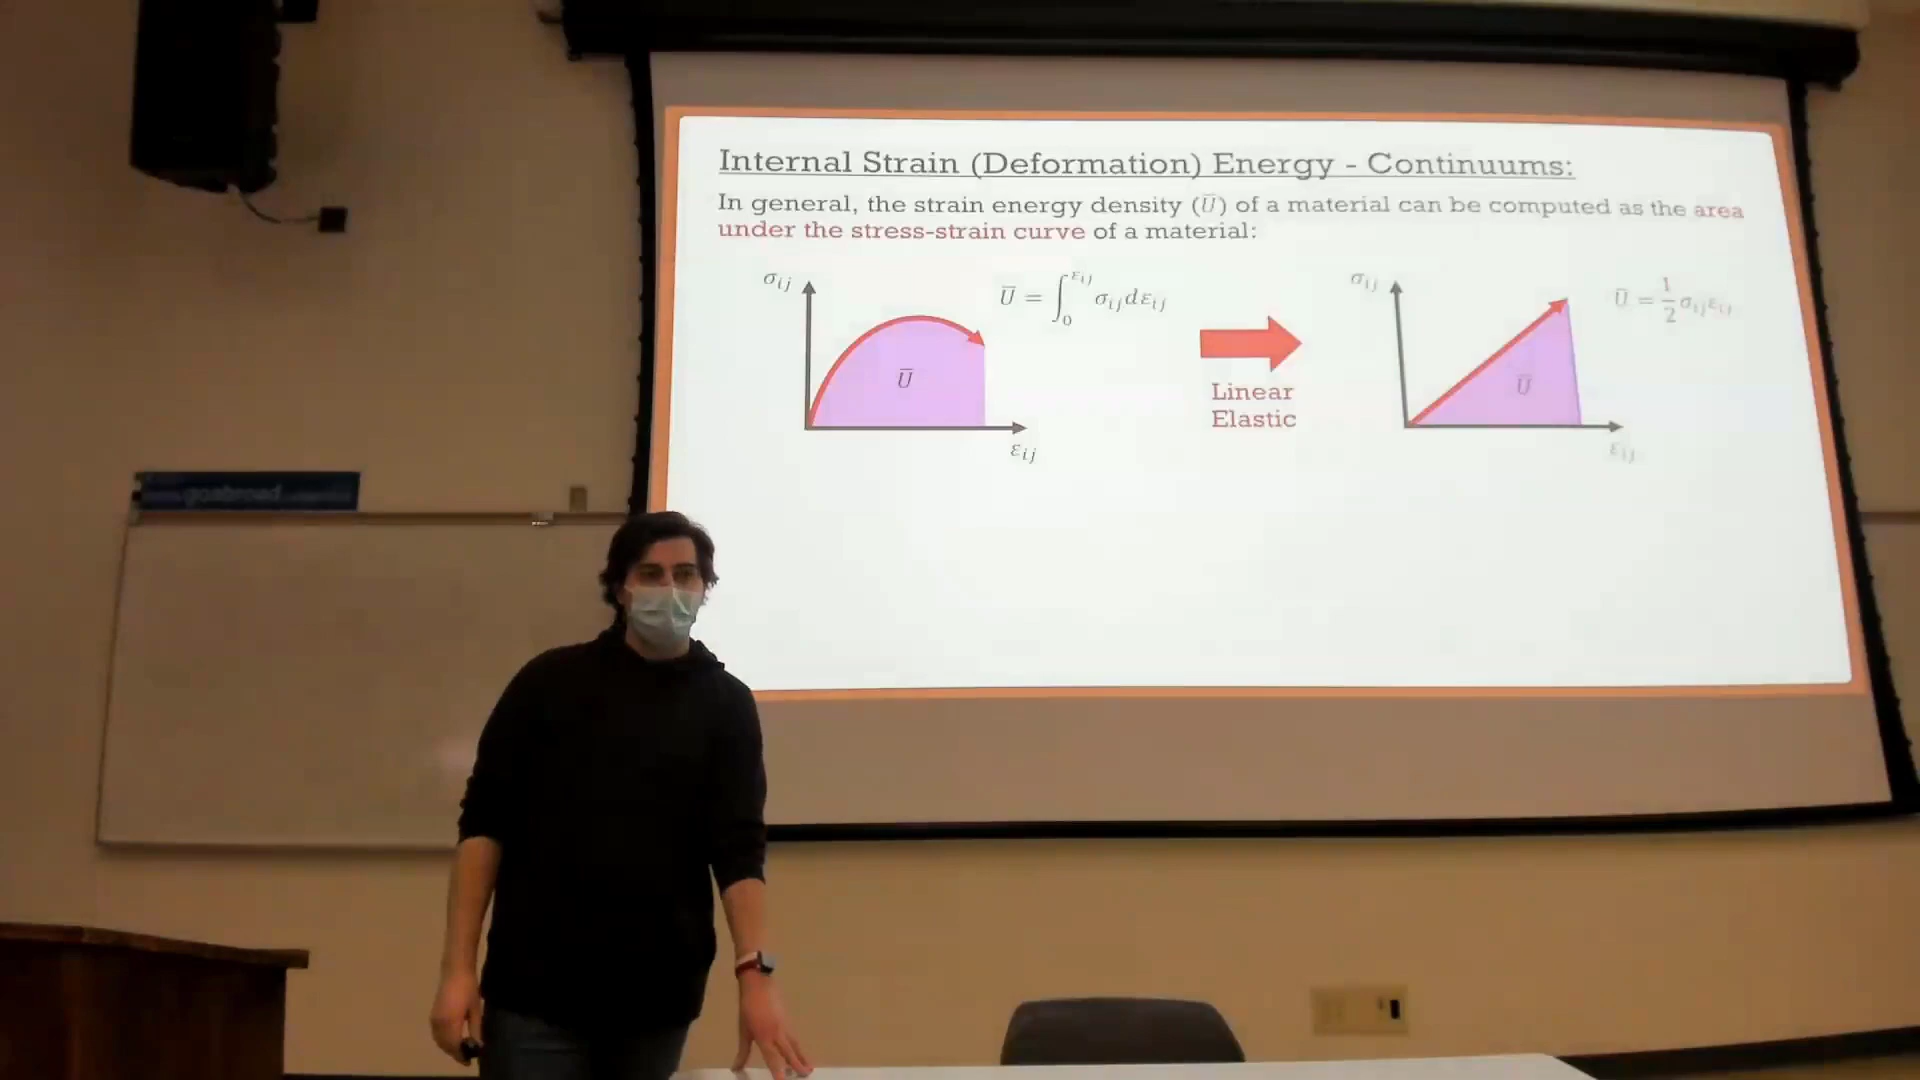 Internal Strain (Deformation) Energy - Continuums:
In general, the strain energy density (U̅) of a material can be computed as the area
under the stress-strain curve of a material:
σij
U̅ = ∫₀^εij σij dεij
U̅
εij
Linear
Elastic
σij
U̅ = 1/2 σij εij
U̅
εij
goabroad